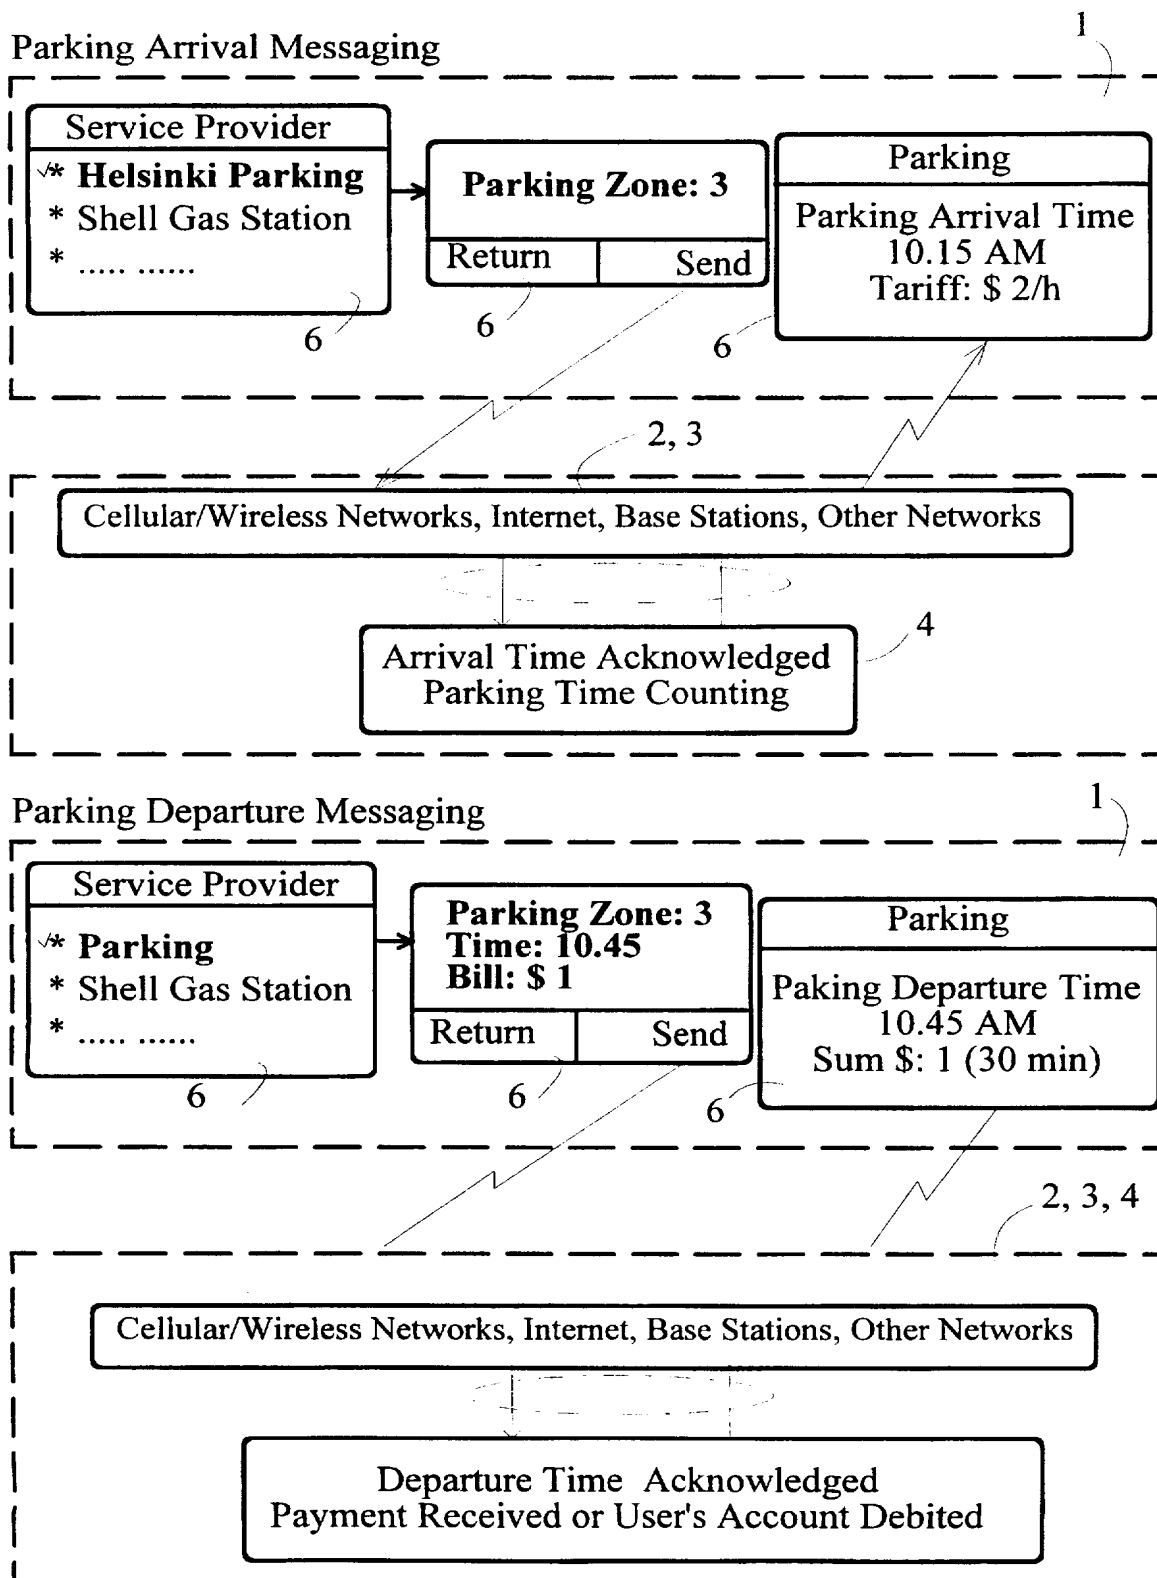 1
Parking Arrival Messaging
Service Provider
√* Helsinki Parking
* Shell Gas Station
* ..... ......
6
Parking Zone: 3
Return Send
6
Parking
Parking Arrival Time
10.15 AM
Tariff: $ 2/h
6
2, 3
Cellular/Wireless Networks, Internet, Base Stations, Other Networks
4
Arrival Time Acknowledged
Parking Time Counting
1
Parking Departure Messaging
Service Provider
√* Parking
* Shell Gas Station
* ..... ......
6
Parking Zone: 3
Time: 10.45
Bill: $ 1
Return Send
6
Parking
Paking Departure Time
10.45 AM
Sum $: 1 (30 min)
6
2, 3, 4
Cellular/Wireless Networks, Internet, Base Stations, Other Networks
Departure Time Acknowledged
Payment Received or User's Account Debited